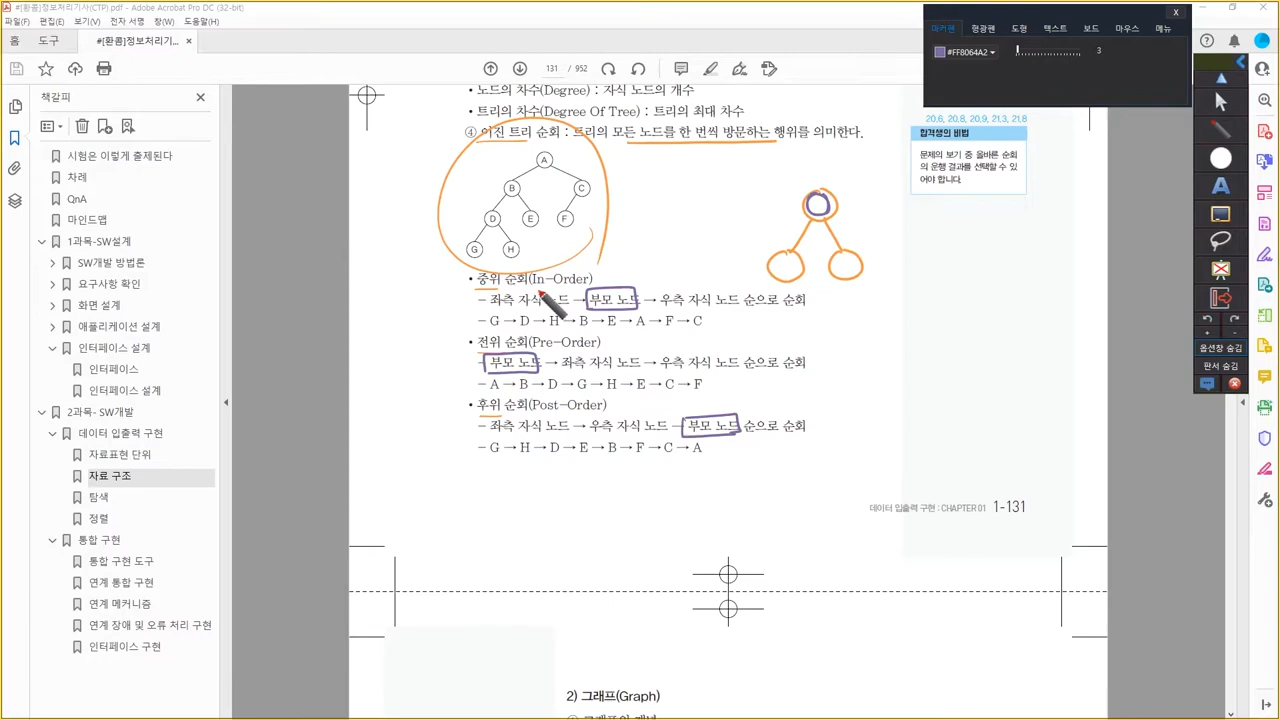 #[환콤]정보처리기사(CTP).pdf - Adobe Acrobat Pro DC (32-bit)
파일(F) 편집(E) 보기(V) 전자 서명 창(W) 도움말(H)
홈 도구 #[환콤]정보처리기... ×
131 / 952
책갈피
시험은 이렇게 출제된다
차례
QnA
마인드맵
1과목-SW설계
SW개발 방법론
요구사항 확인
화면 설계
애플리케이션 설계
인터페이스 설계
인터페이스
인터페이스 설계
2과목- SW개발
데이터 입출력 구현
자료표현 단위
자료 구조
탐색
정렬
통합 구현
통합 구현 도구
연계 통합 구현
연계 메커니즘
연계 장애 및 오류 처리 구현
인터페이스 구현
• 노드의 차수(Degree) : 자식 노드의 개수
• 트리의 차수(Degree Of Tree) : 트리의 최대 차수
④ 이진 트리 순회 : 트리의 모든 노드를 한 번씩 방문하는 행위를 의미한다.
A
B C
D E F
G H
• 중위 순회(In-Order)
- 좌측 자식 노드 → 부모 노드 → 우측 자식 노드 순으로 순회
- G → D → H → B → E → A → F → C
• 전위 순회(Pre-Order)
- 부모 노드 → 좌측 자식 노드 → 우측 자식 노드 순으로 순회
- A → B → D → G → H → E → C → F
• 후위 순회(Post-Order)
- 좌측 자식 노드 → 우측 자식 노드 → 부모 노드 순으로 순회
- G → H → D → E → B → F → C → A
20.6, 20.8, 20.9, 21.3, 21.8
합격생의 비법
문제의 보기 중 올바른 순회
의 운행 결과를 선택할 수 있
어야 합니다.
데이터 입출력 구현 : CHAPTER 01 1-131
2) 그래프(Graph)
X
마커펜 형광펜 도형 텍스트 보드 마우스 메뉴
#FF8064A2 3
A
옵션창 숨김
판서 숨김